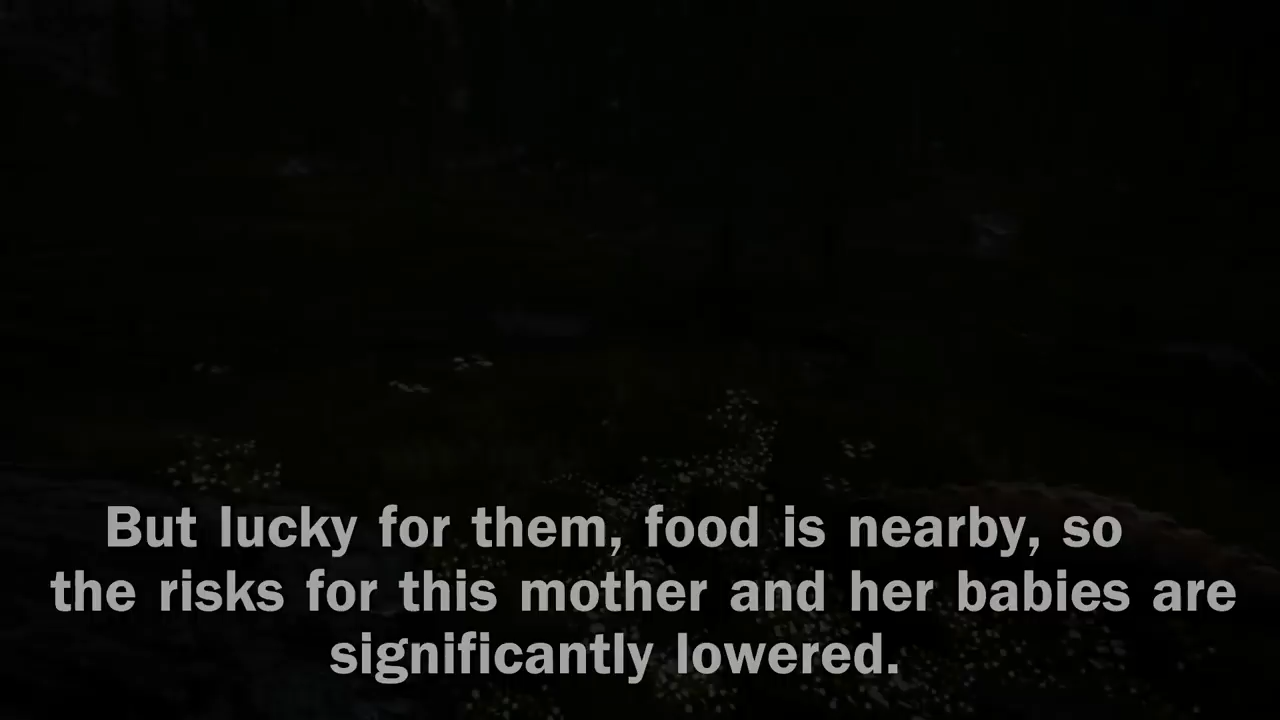 But lucky for them, food is nearby, so
the risks for this mother and her babies are
significantly lowered.